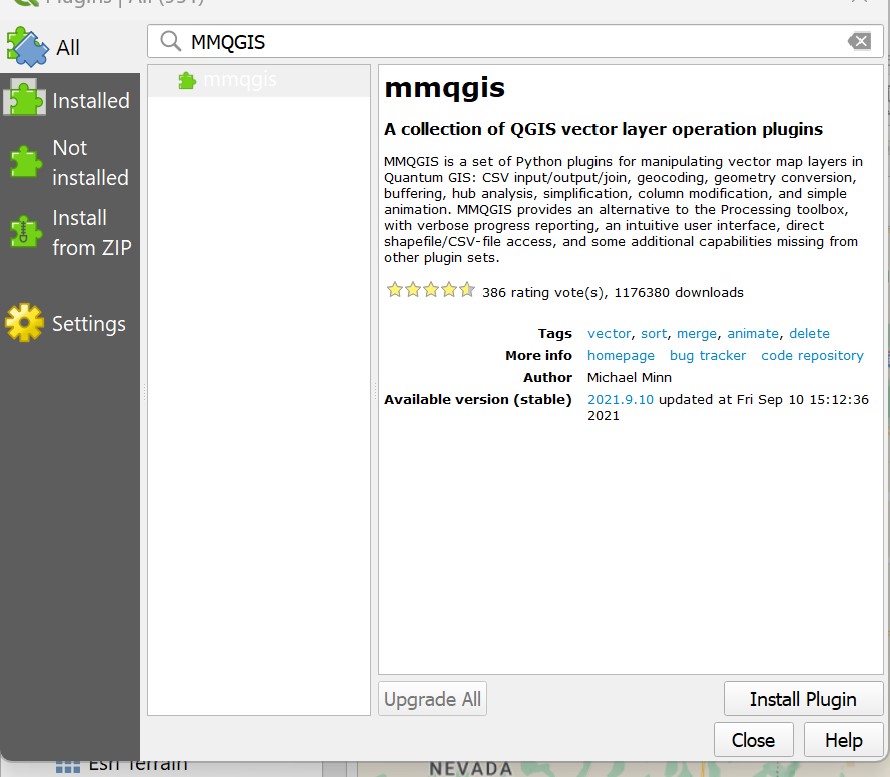 Plugins | All (951)
All
MMQGIS
Installed
Not
installed
Install
from ZIP
Settings
mmqgis
mmqgis
A collection of QGIS vector layer operation plugins
MMQGIS is a set of Python plugins for manipulating vector map layers in
Quantum GIS: CSV input/output/join, geocoding, geometry conversion,
buffering, hub analysis, simplification, column modification, and simple
animation. MMQGIS provides an alternative to the Processing toolbox,
with verbose progress reporting, an intuitive user interface, direct
shapefile/CSV-file access, and some additional capabilities missing from
other plugin sets.
386 rating vote(s), 1176380 downloads
Tags vector, sort, merge, animate, delete
More info homepage bug tracker code repository
Author Michael Minn
Available version (stable) 2021.9.10 updated at Fri Sep 10 15:12:36
2021
Upgrade All
Install Plugin
Close
Help
Esri Terrain
NEVADA